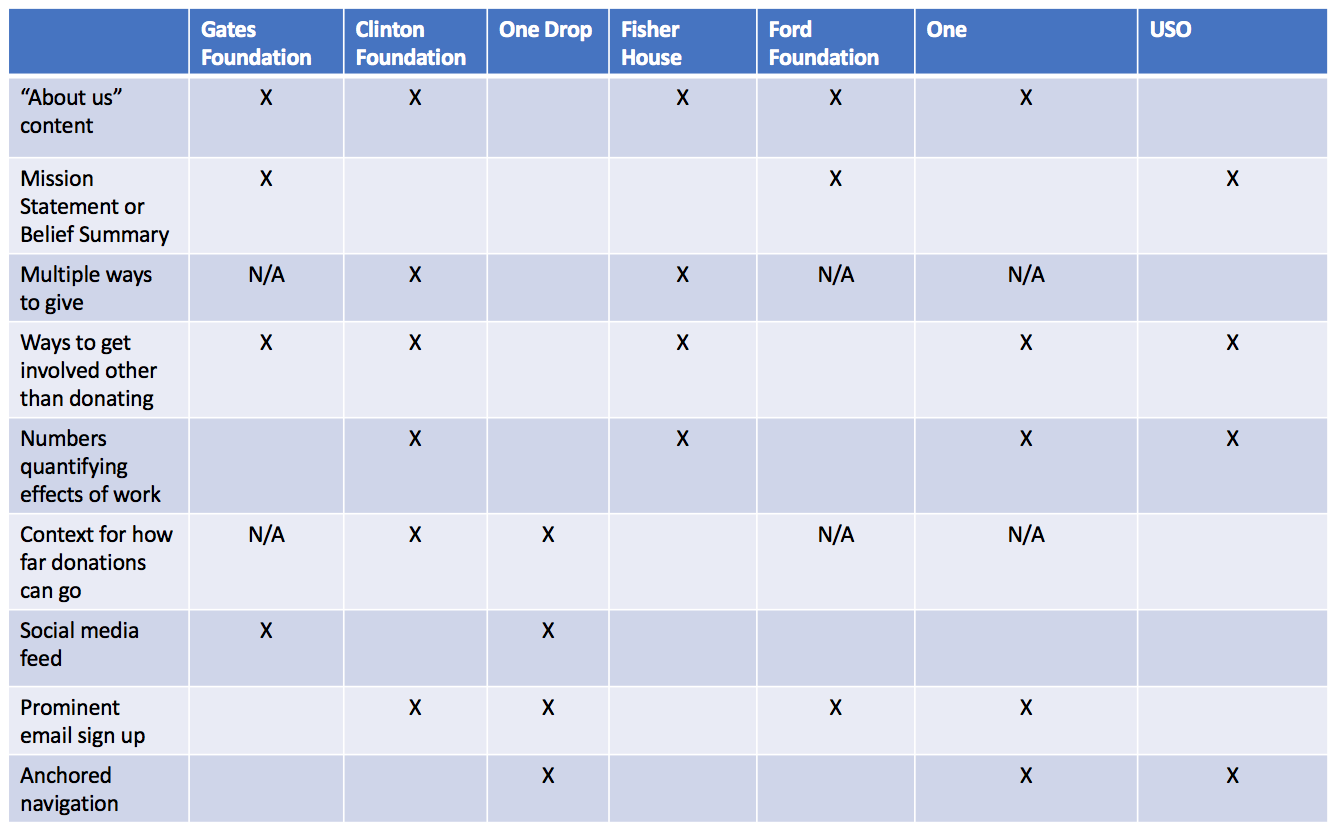 Gates Foundation Clinton Foundation One Drop Fisher House Ford Foundation One USO
“About us” X X X X X
content
Mission X X X
Statement or
Belief Summary
Multiple ways N/A X X N/A N/A
to give
Ways to get X X X X X
involved other
than donating
Numbers X X X X
quantifying
effects of work
Context for how N/A X X N/A N/A
far donations
can go
Social media X X
feed
Prominent X X X X
email sign up
Anchored X X X
navigation